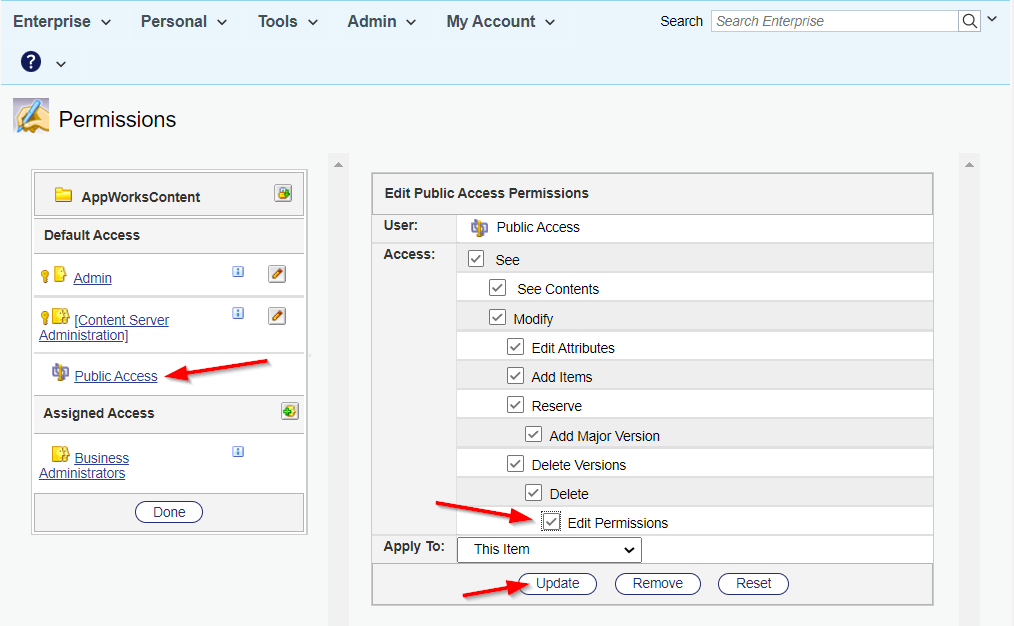 Enterprise Personal Tools Admin My Account Search Search Enterprise
?
Permissions
AppWorksContent
Default Access
Admin
[Content Server
Administration]
Public Access
Assigned Access
Business
Administrators
Done
Edit Public Access Permissions
User: Public Access
Access: See
See Contents
Modify
Edit Attributes
Add Items
Reserve
Add Major Version
Delete Versions
Delete
Edit Permissions
Apply To: This Item
Update Remove Reset